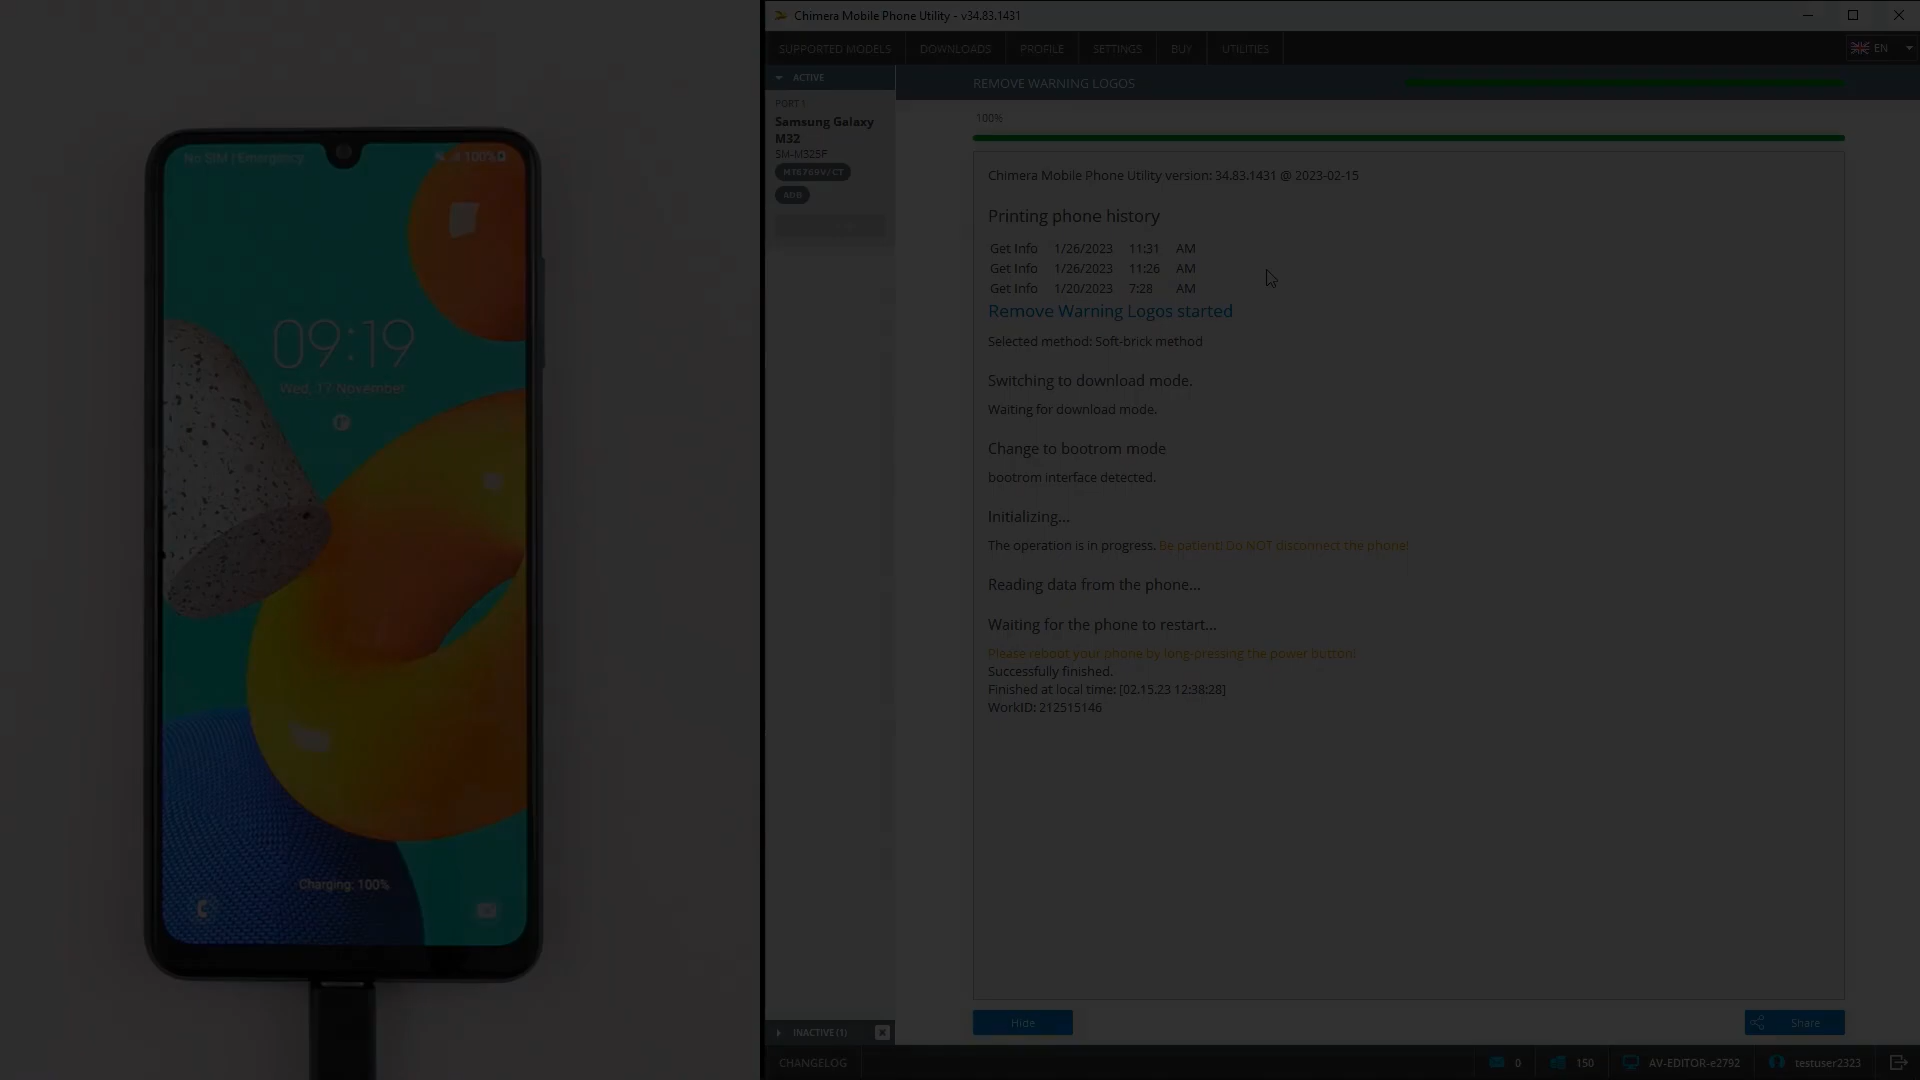 Chimera Mobile Phone Utility - v34.83.1431
SUPPORTED MODELS DOWNLOADS PROFILE SETTINGS BUY UTILITIES EN
ACTIVE
REMOVE WARNING LOGOS
PORT 1
Samsung Galaxy
M32
SM-M325F
MT6769V/CT
ADB
100%
Chimera Mobile Phone Utility version: 34.83.1431 @ 2023-02-15
Printing phone history
Get Info 1/26/2023 11:31 AM
Get Info 1/26/2023 11:26 AM
Get Info 1/20/2023 7:28 AM
Remove Warning Logos started
Selected method: Soft-brick method
Switching to download mode.
Waiting for download mode.
Change to bootrom mode
bootrom interface detected.
Initializing...
The operation is in progress. Be patient! Do NOT disconnect the phone!
Reading data from the phone...
Waiting for the phone to restart...
Please reboot your phone by long-pressing the power button!
Successfully finished.
Finished at local time: [02.15.23 12:38:28]
WorkID: 212515146
Hide
Share
INACTIVE (1)
CHANGELOG
0 150 AV-EDITOR-e2792 testuser2323
No SIM | Emergency
100%
09:19
Wed, 17 November
Charging: 100%